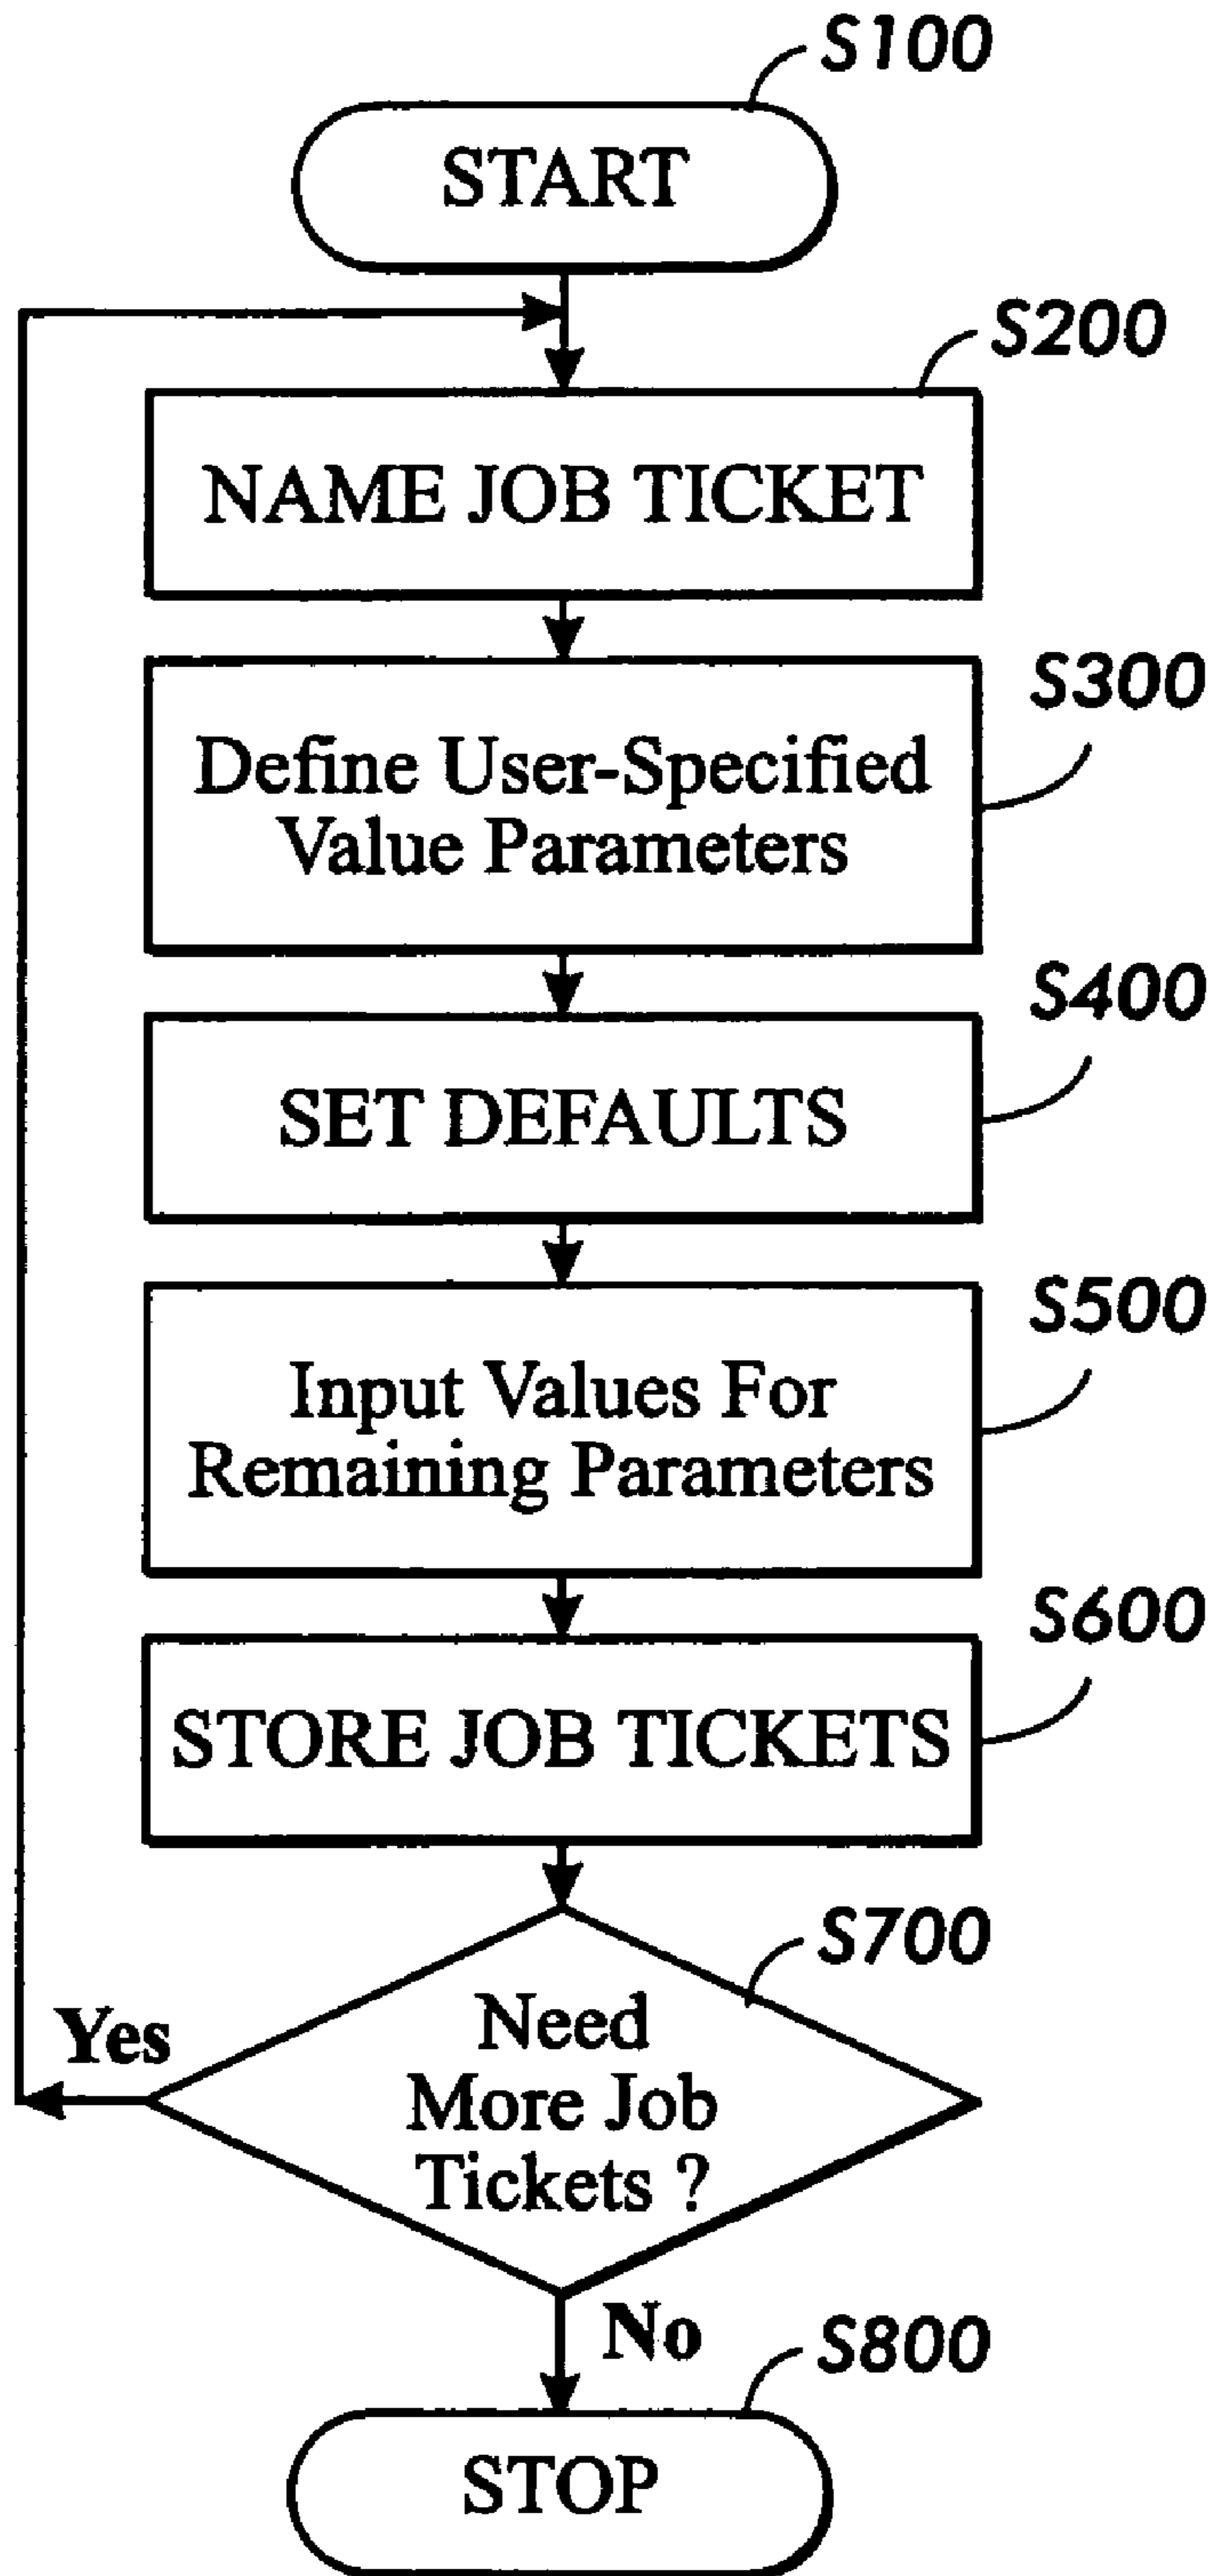 S100
START
S200
NAME JOB TICKET
S300
Define User-Specified
Value Parameters
S400
SET DEFAULTS
S500
Input Values For
Remaining Parameters
S600
STORE JOB TICKETS
S700
Yes
Need
More Job
Tickets ?
No
S800
STOP